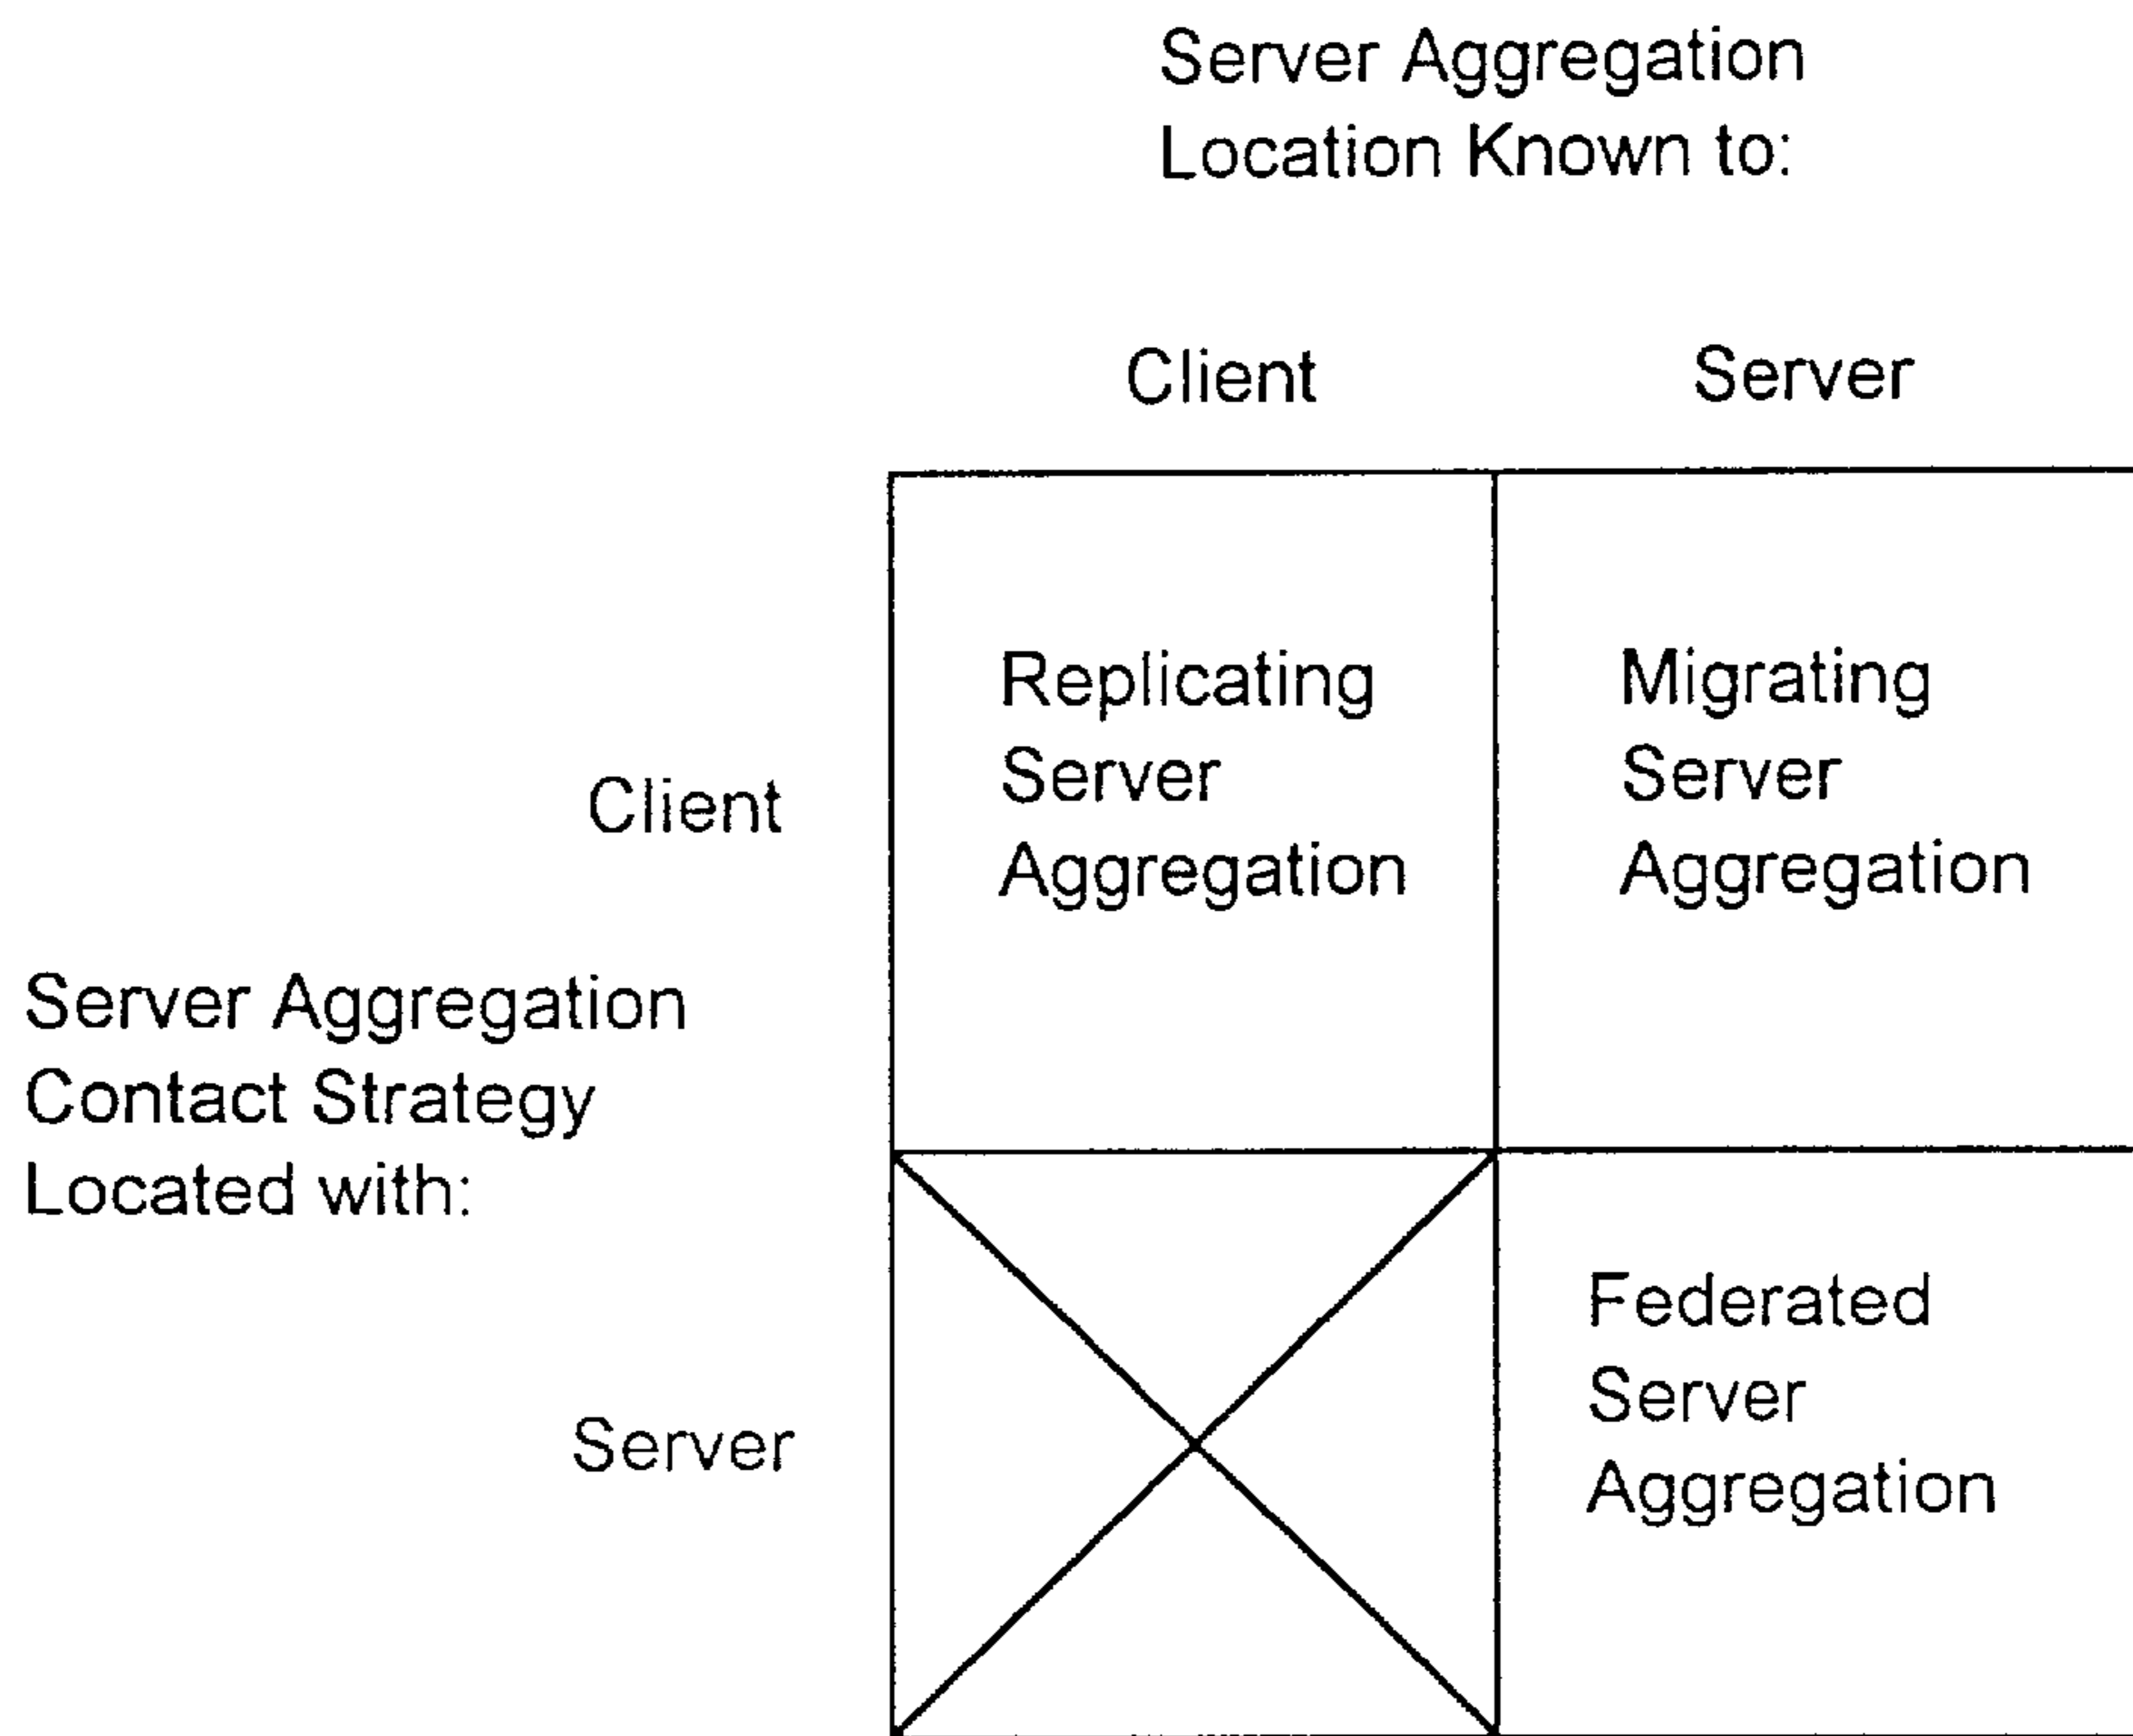 Server Aggregation
Location Known to:
Client
Server
Replicating
Server
Aggregation
Migrating
Server
Aggregation
Client
Server Aggregation
Contact Strategy
Located with:
Server
Federated
Server
Aggregation